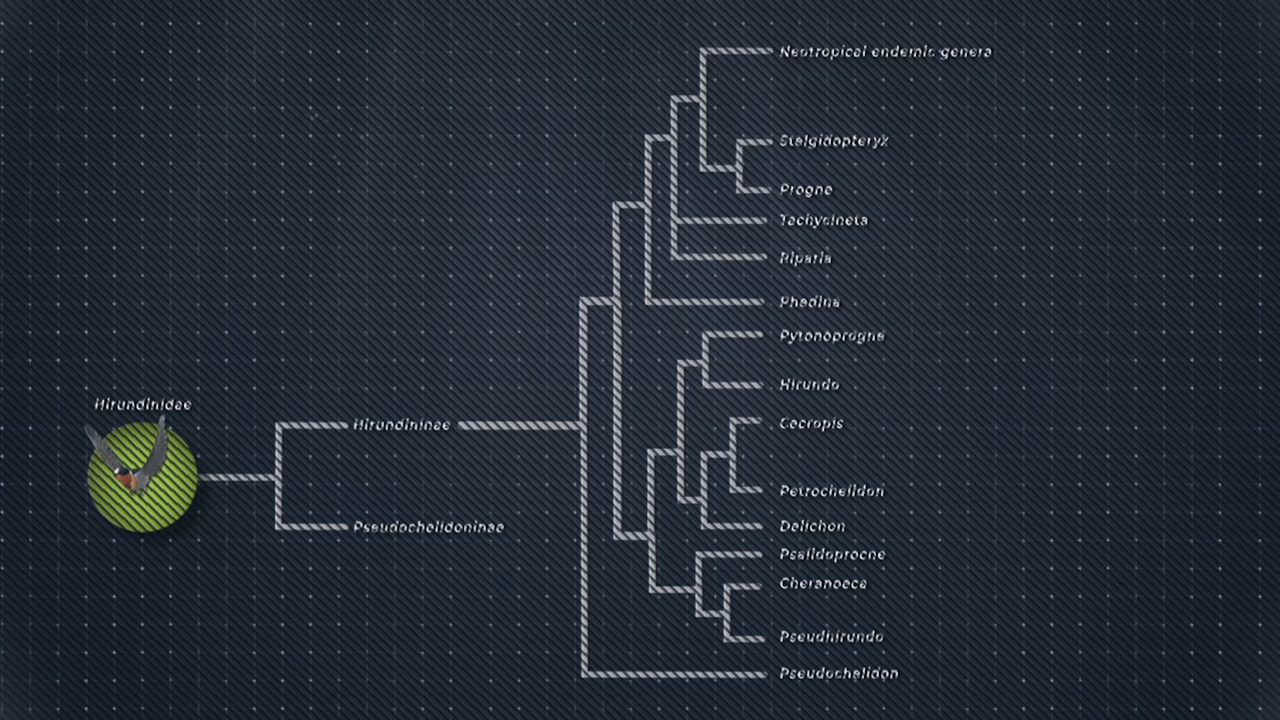 Neotropical endemic genera
Stelgidopteryx
Progne
Tachycineta
Riparia
Phedina
Pytonoprogne
Hirundo
Hirundinidae
Cecropis
Hirundininae
Petrochelidon
Delichon
Pseudochelidoninae
Psalidoprocne
Cheramoeca
Pseudhirundo
Pseudochelidon